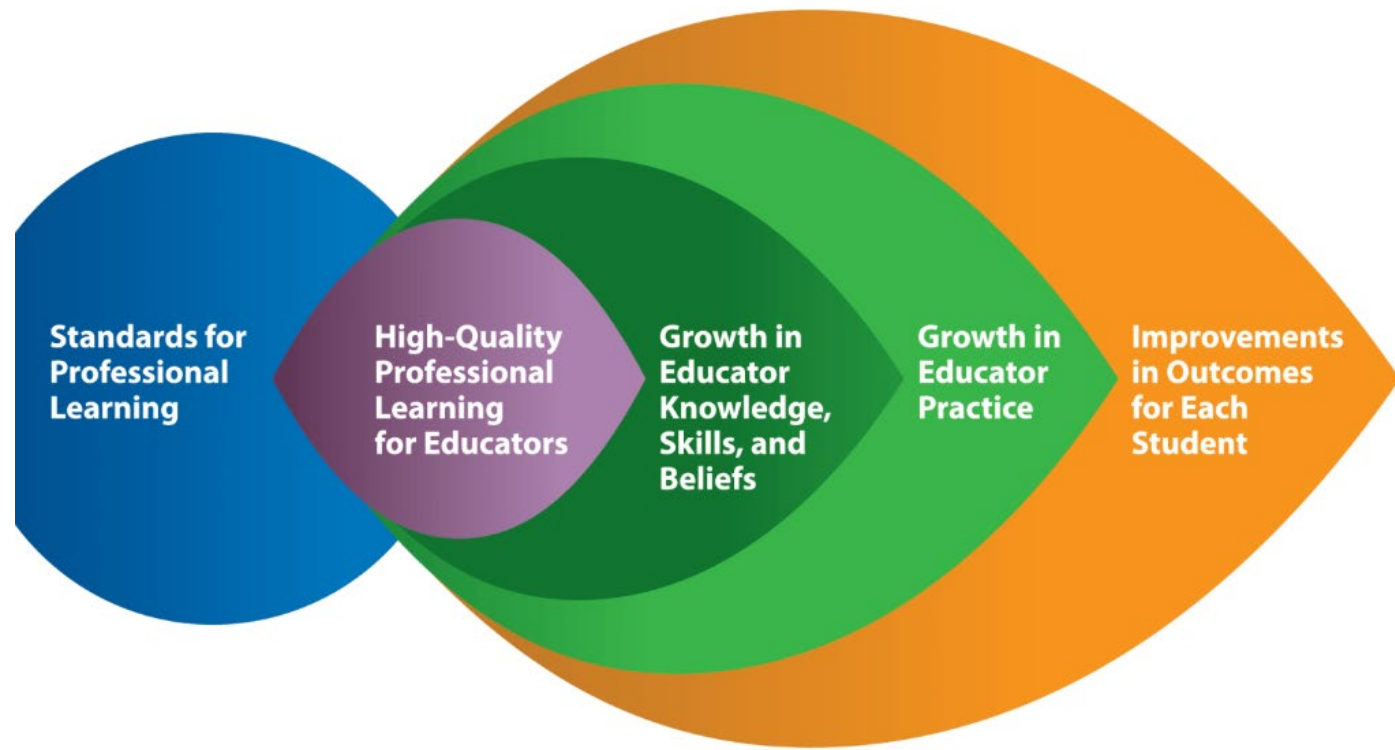 Standards for
Professional
Learning
High-Quality
Professional
Learning
for Educators
Growth in
Educator
Knowledge,
Skills, and
Beliefs
Growth in
Educator
Practice
Improvements
in Outcomes
for Each
Student